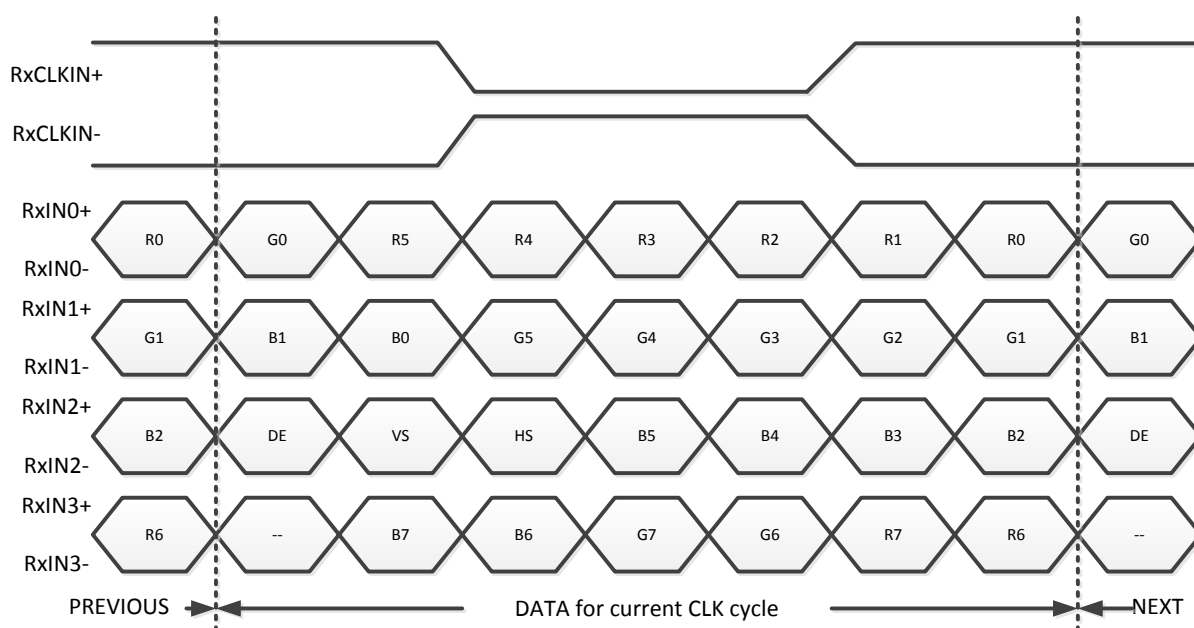 RxCLKIN+
RxCLKIN-
RxIN0+
R0 G0 R5 R4 R3 R2 R1 R0 G0
RxIN0-
RxIN1+
G1 B1 B0 G5 G4 G3 G2 G1 B1
RxIN1-
RxIN2+
B2 DE VS HS B5 B4 B3 B2 DE
RxIN2-
RxIN3+
R6 -- B7 B6 G7 G6 R7 R6 --
RxIN3-
PREVIOUS DATA for current CLK cycle NEXT